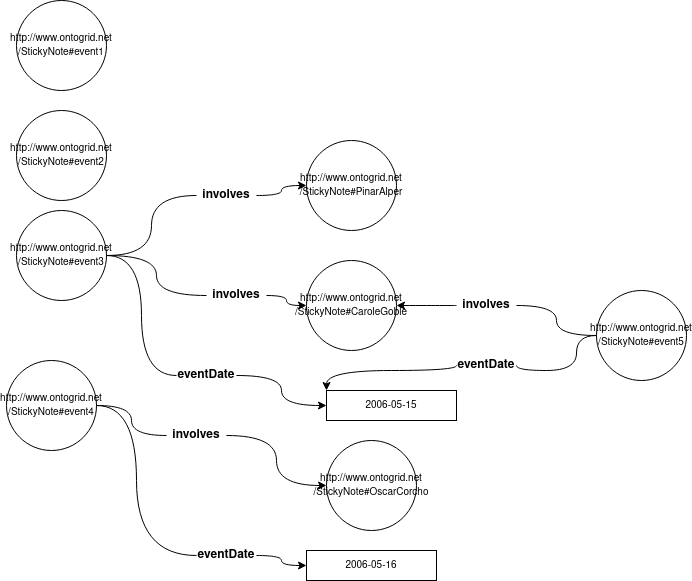 http://www.ontogrid.net
/StickyNote#event1
http://www.ontogrid.net
/StickyNote#event2
involves
http://www.ontogrid.net
/StickyNote#PinarAlper
http://www.ontogrid.net
/StickyNote#event3
involves
http://www.ontogrid.net
/StickyNote#CaroleGoble
involves
http://www.ontogrid.net
/StickyNote#event5
eventDate
eventDate
2006-05-15
http://www.ontogrid.net
/StickyNote#event4
involves
http://www.ontogrid.net
/StickyNote#OscarCorcho
eventDate
2006-05-16